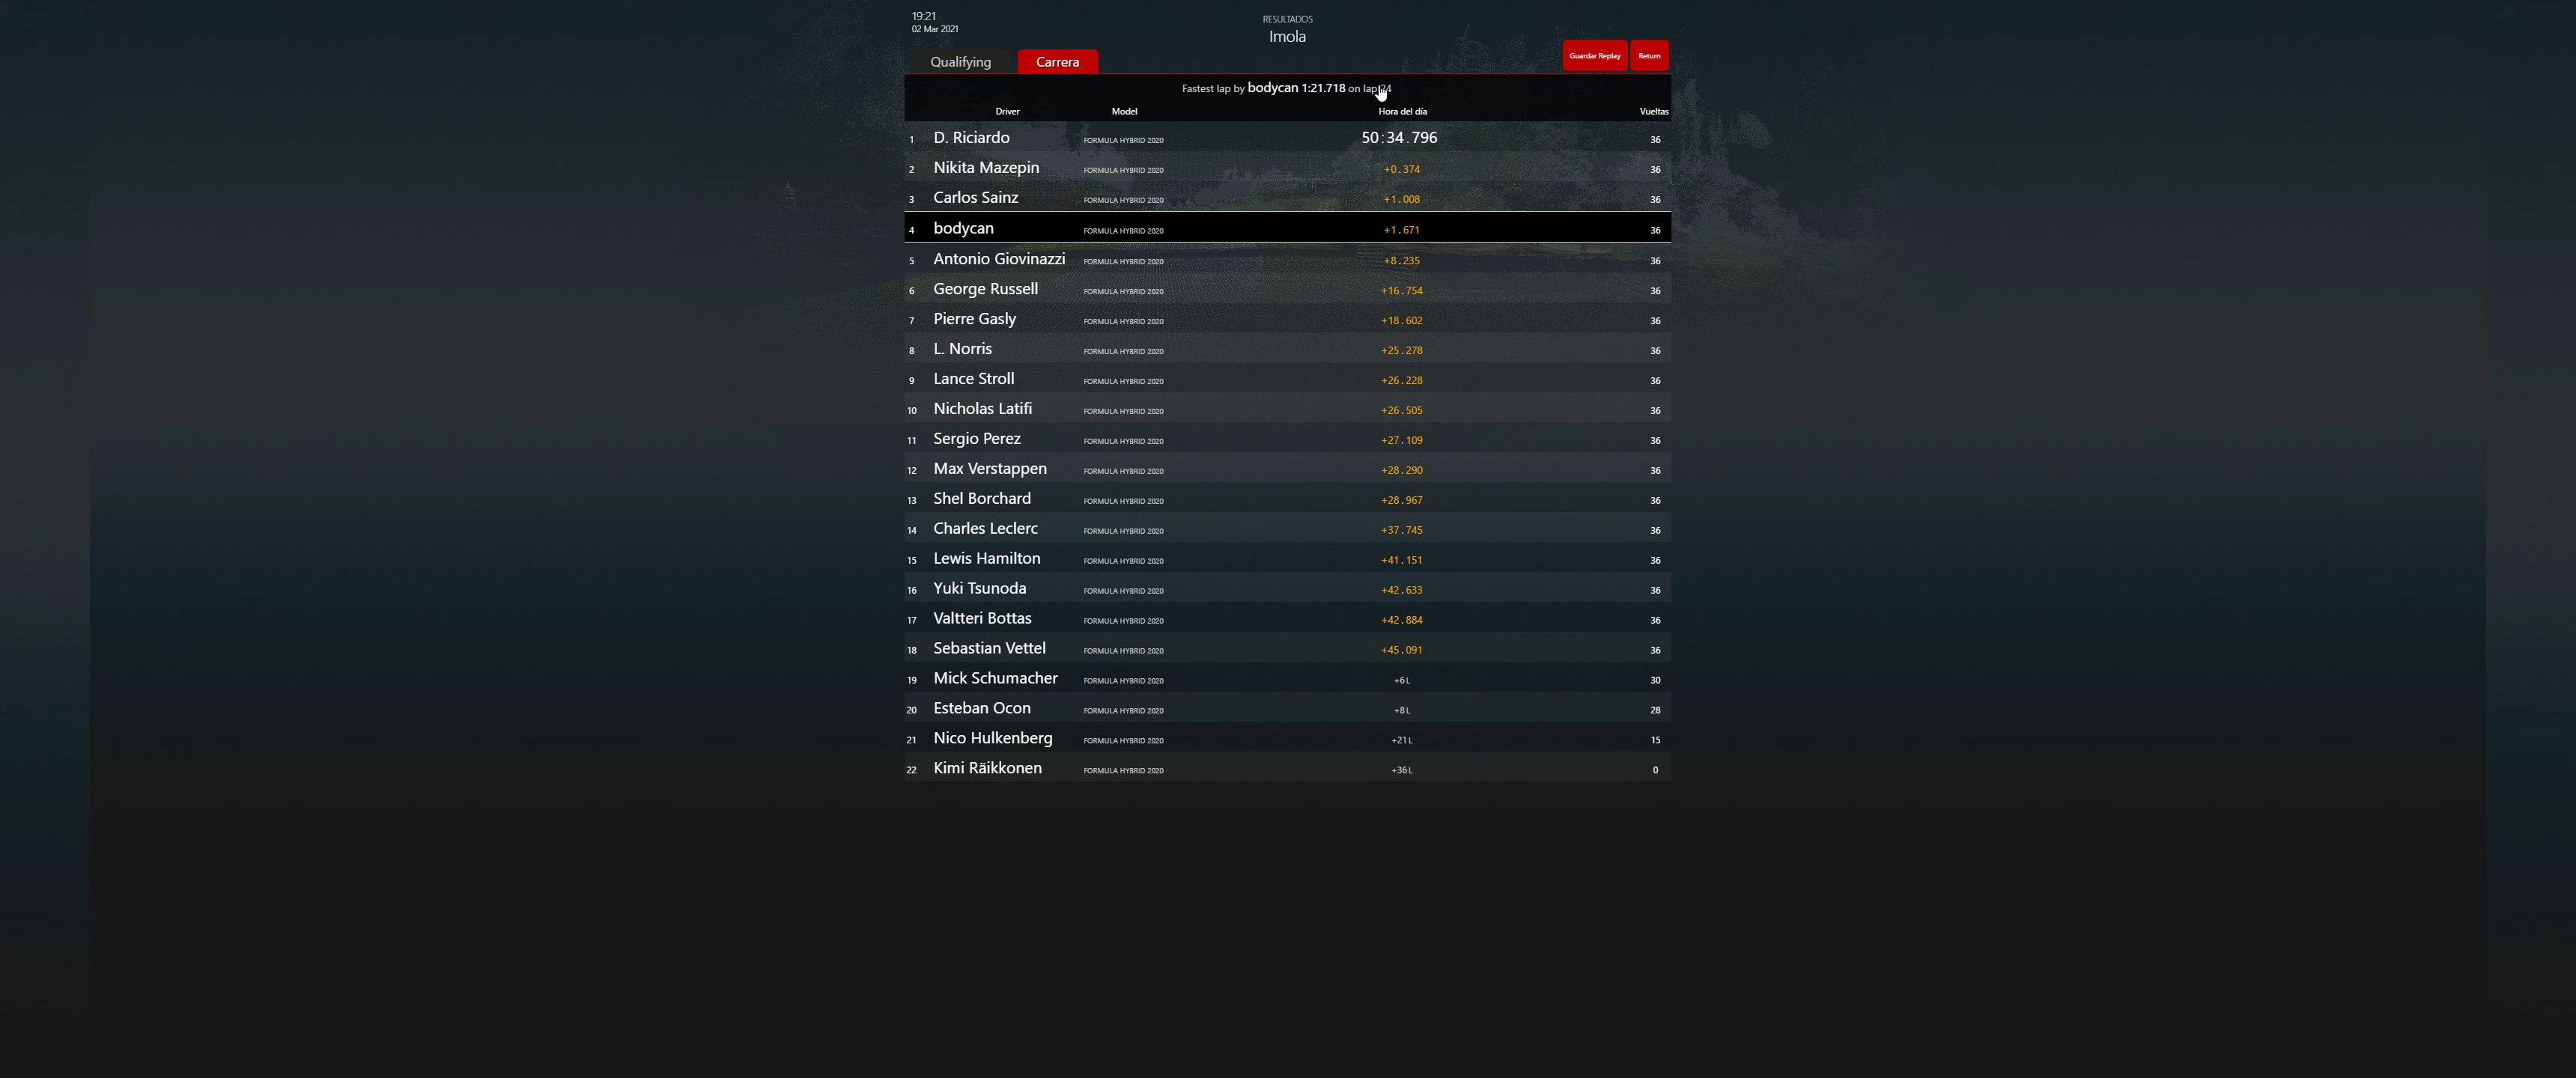 19:21
02 Mar 2021
RESULTADOS
Imola
Qualifying Carrera Guardar Replay Return
Fastest lap by bodycan 1:21.718 on lap
Driver Model Hora del día Vueltas
1 D. Riciardo FORMULA HYBRID 2020 50:34.796 36
2 Nikita Mazepin FORMULA HYBRID 2020 +0.374 36
3 Carlos Sainz FORMULA HYBRID 2020 +1.008 36
4 bodycan FORMULA HYBRID 2020 +1.671 36
5 Antonio Giovinazzi FORMULA HYBRID 2020 +8.235 36
6 George Russell FORMULA HYBRID 2020 +16.754 36
7 Pierre Gasly FORMULA HYBRID 2020 +18.602 36
8 L. Norris FORMULA HYBRID 2020 +25.278 36
9 Lance Stroll FORMULA HYBRID 2020 +26.228 36
10 Nicholas Latifi FORMULA HYBRID 2020 +26.505 36
11 Sergio Perez FORMULA HYBRID 2020 +27.109 36
12 Max Verstappen FORMULA HYBRID 2020 +28.290 36
13 Shel Borchard FORMULA HYBRID 2020 +28.967 36
14 Charles Leclerc FORMULA HYBRID 2020 +37.745 36
15 Lewis Hamilton FORMULA HYBRID 2020 +41.151 36
16 Yuki Tsunoda FORMULA HYBRID 2020 +42.633 36
17 Valtteri Bottas FORMULA HYBRID 2020 +42.884 36
18 Sebastian Vettel FORMULA HYBRID 2020 +45.091 36
19 Mick Schumacher FORMULA HYBRID 2020 +6 L 30
20 Esteban Ocon FORMULA HYBRID 2020 +8 L 28
21 Nico Hulkenberg FORMULA HYBRID 2020 +21 L 15
22 Kimi Räikkonen FORMULA HYBRID 2020 +36 L 0